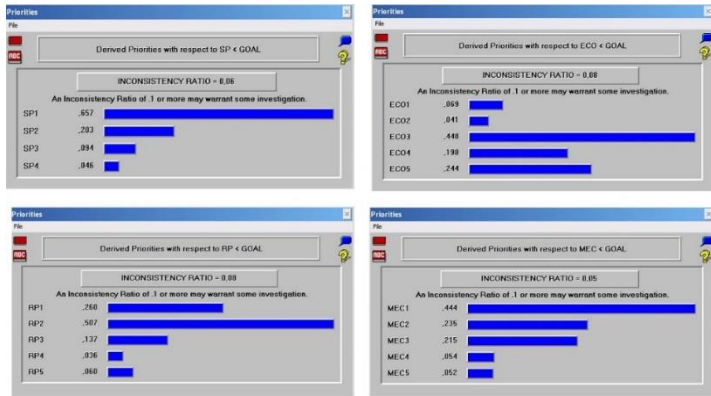 Priorities
File
ABC
Derived Priorities with respect to SP < GOAL
INCONSISTENCY RATIO = 0,06
An Inconsistency Ratio of .1 or more may warrant some investigation.
SP1 ,657
SP2 ,203
SP3 ,094
SP4 ,046
Priorities
File
ABC
Derived Priorities with respect to ECO < GOAL
INCONSISTENCY RATIO = 0,08
An Inconsistency Ratio of .1 or more may warrant some investigation.
ECO1 ,069
ECO2 ,041
ECO3 ,448
ECO4 ,198
ECO5 ,244
Priorities
File
ABC
Derived Priorities with respect to RP < GOAL
INCONSISTENCY RATIO = 0,08
An Inconsistency Ratio of .1 or more may warrant some investigation.
RP1 ,260
RP2 ,507
RP3 ,137
RP4 ,036
RP5 ,060
Priorities
File
ABC
Derived Priorities with respect to MEC < GOAL
INCONSISTENCY RATIO = 0,05
An Inconsistency Ratio of .1 or more may warrant some investigation.
MEC1 ,444
MEC2 ,235
MEC3 ,215
MEC4 ,054
MEC5 ,052